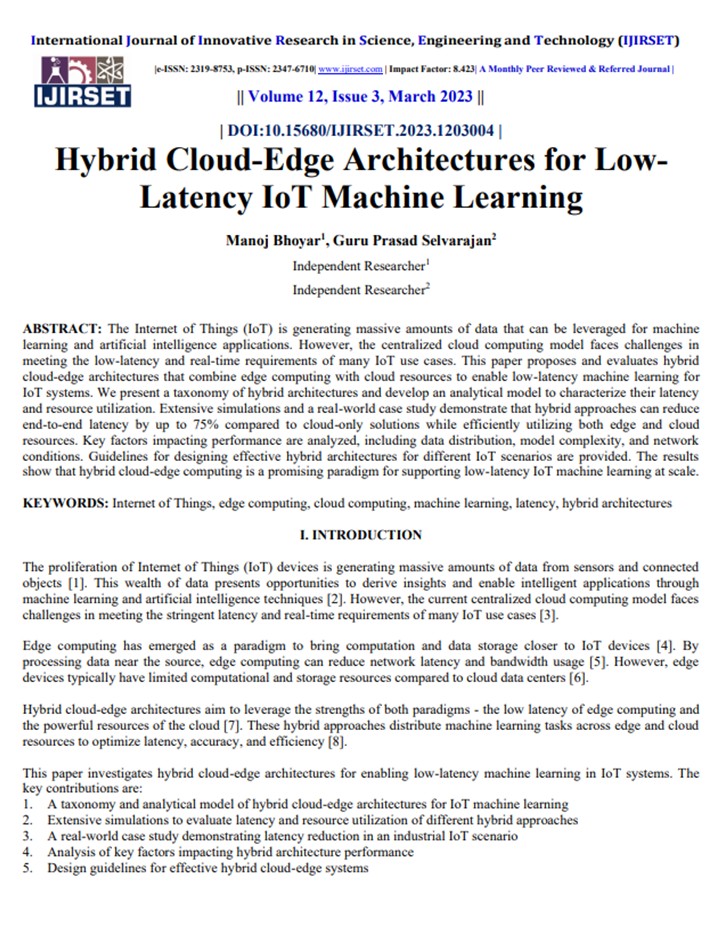 International Journal of Innovative Research in Science, Engineering and Technology (IJIRSET)
|e-ISSN: 2319-8753, p-ISSN: 2347-6710| www.ijirset.com | Impact Factor: 8.423| A Monthly Peer Reviewed & Referred Journal |
IJIRSET
|| Volume 12, Issue 3, March 2023 ||
| DOI:10.15680/IJIRSET.2023.1203004 |
Hybrid Cloud-Edge Architectures for Low-
Latency IoT Machine Learning
Manoj Bhoyar¹, Guru Prasad Selvarajan²
Independent Researcher¹
Independent Researcher²
ABSTRACT: The Internet of Things (IoT) is generating massive amounts of data that can be leveraged for machine
learning and artificial intelligence applications. However, the centralized cloud computing model faces challenges in
meeting the low-latency and real-time requirements of many IoT use cases. This paper proposes and evaluates hybrid
cloud-edge architectures that combine edge computing with cloud resources to enable low-latency machine learning for
IoT systems. We present a taxonomy of hybrid architectures and develop an analytical model to characterize their latency
and resource utilization. Extensive simulations and a real-world case study demonstrate that hybrid approaches can reduce
end-to-end latency by up to 75% compared to cloud-only solutions while efficiently utilizing both edge and cloud
resources. Key factors impacting performance are analyzed, including data distribution, model complexity, and network
conditions. Guidelines for designing effective hybrid architectures for different IoT scenarios are provided. The results
show that hybrid cloud-edge computing is a promising paradigm for supporting low-latency IoT machine learning at scale.
KEYWORDS: Internet of Things, edge computing, cloud computing, machine learning, latency, hybrid architectures
I. INTRODUCTION
The proliferation of Internet of Things (IoT) devices is generating massive amounts of data from sensors and connected
objects [1]. This wealth of data presents opportunities to derive insights and enable intelligent applications through
machine learning and artificial intelligence techniques [2]. However, the current centralized cloud computing model faces
challenges in meeting the stringent latency and real-time requirements of many IoT use cases [3].
Edge computing has emerged as a paradigm to bring computation and data storage closer to IoT devices [4]. By
processing data near the source, edge computing can reduce network latency and bandwidth usage [5]. However, edge
devices typically have limited computational and storage resources compared to cloud data centers [6].
Hybrid cloud-edge architectures aim to leverage the strengths of both paradigms - the low latency of edge computing and
the powerful resources of the cloud [7]. These hybrid approaches distribute machine learning tasks across edge and cloud
resources to optimize latency, accuracy, and efficiency [8].
This paper investigates hybrid cloud-edge architectures for enabling low-latency machine learning in IoT systems. The
key contributions are:
1. A taxonomy and analytical model of hybrid cloud-edge architectures for IoT machine learning
2. Extensive simulations to evaluate latency and resource utilization of different hybrid approaches
3. A real-world case study demonstrating latency reduction in an industrial IoT scenario
4. Analysis of key factors impacting hybrid architecture performance
5. Design guidelines for effective hybrid cloud-edge systems